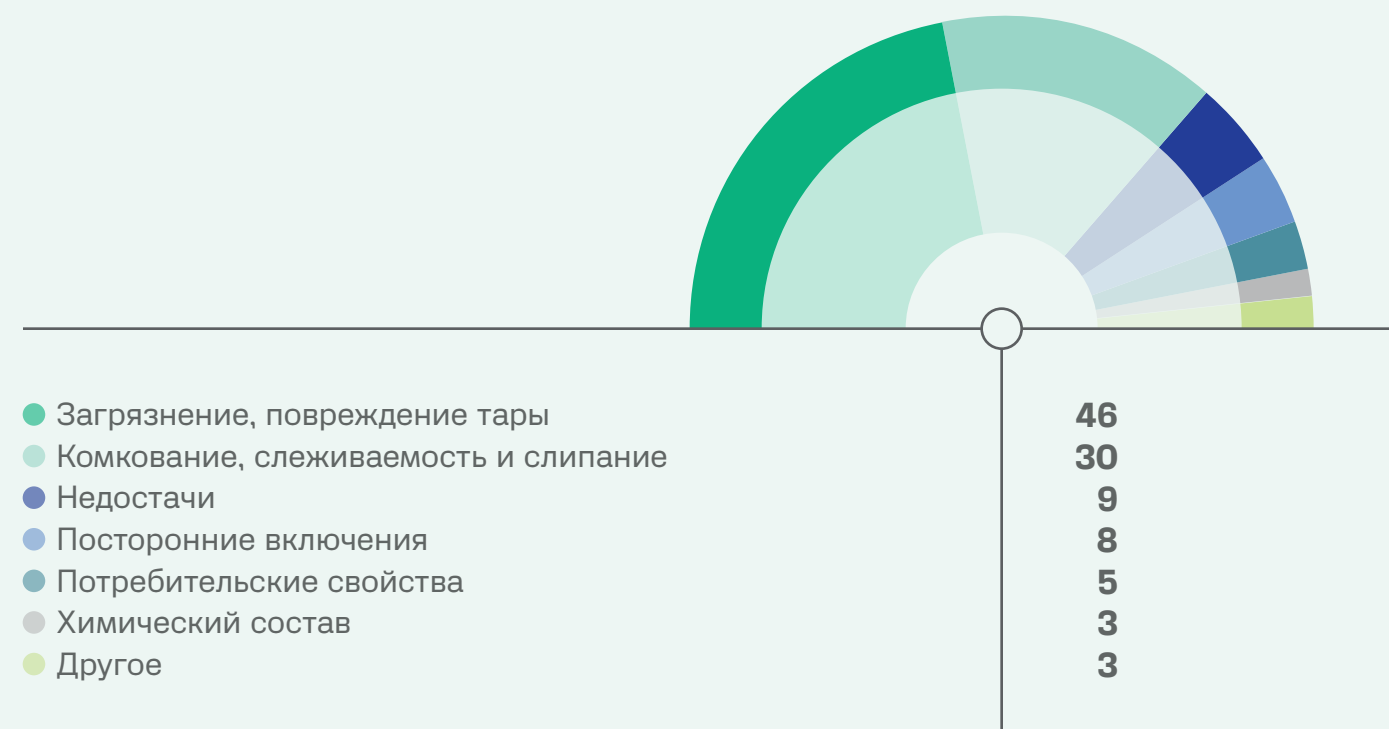 Загрязнение, повреждение тары 46
Комкование, слеживаемость и слипание 30
Недостачи 9
Посторонние включения 8
Потребительские свойства 5
Химический состав 3
Другое 3